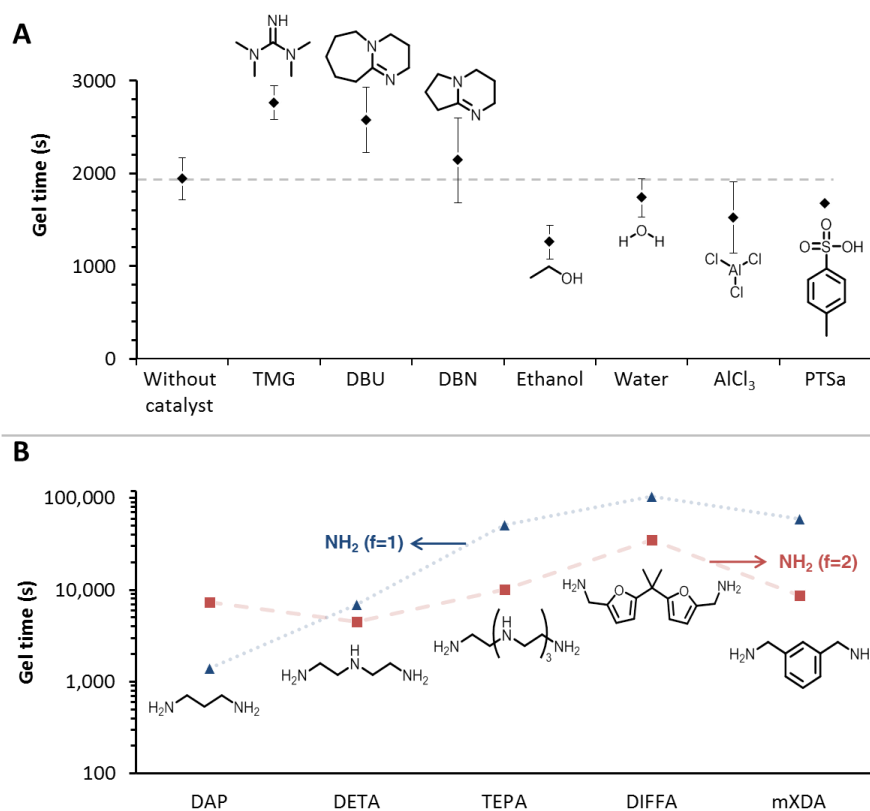 A
Gel time (s)
3000
2000
1000
0
NH
N N
N
N
N
N
OH
H O H
Cl Cl
Al
Cl
O
O S OH
Without
catalyst
TMG
DBU
DBN
Ethanol
Water
AlCl₃
PTSa
B
Gel time (s)
100,000
10,000
1,000
100
NH₂ (f=1)
NH₂ (f=2)
H₂N NH₂
H
H₂N N NH₂
H
H₂N N NH₂
3
H₂N O O NH₂
H₂N NH
DAP
DETA
TEPA
DIFFA
mXDA